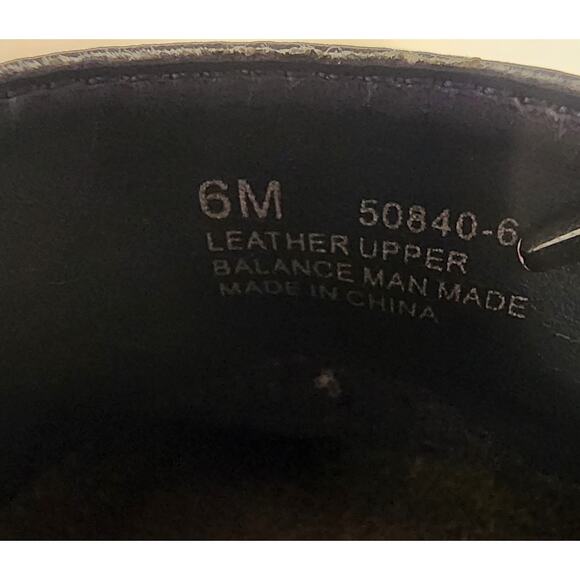 6M 50840-6
LEATHER UPPER
BALANCE MAN MADE
MADE IN CHINA